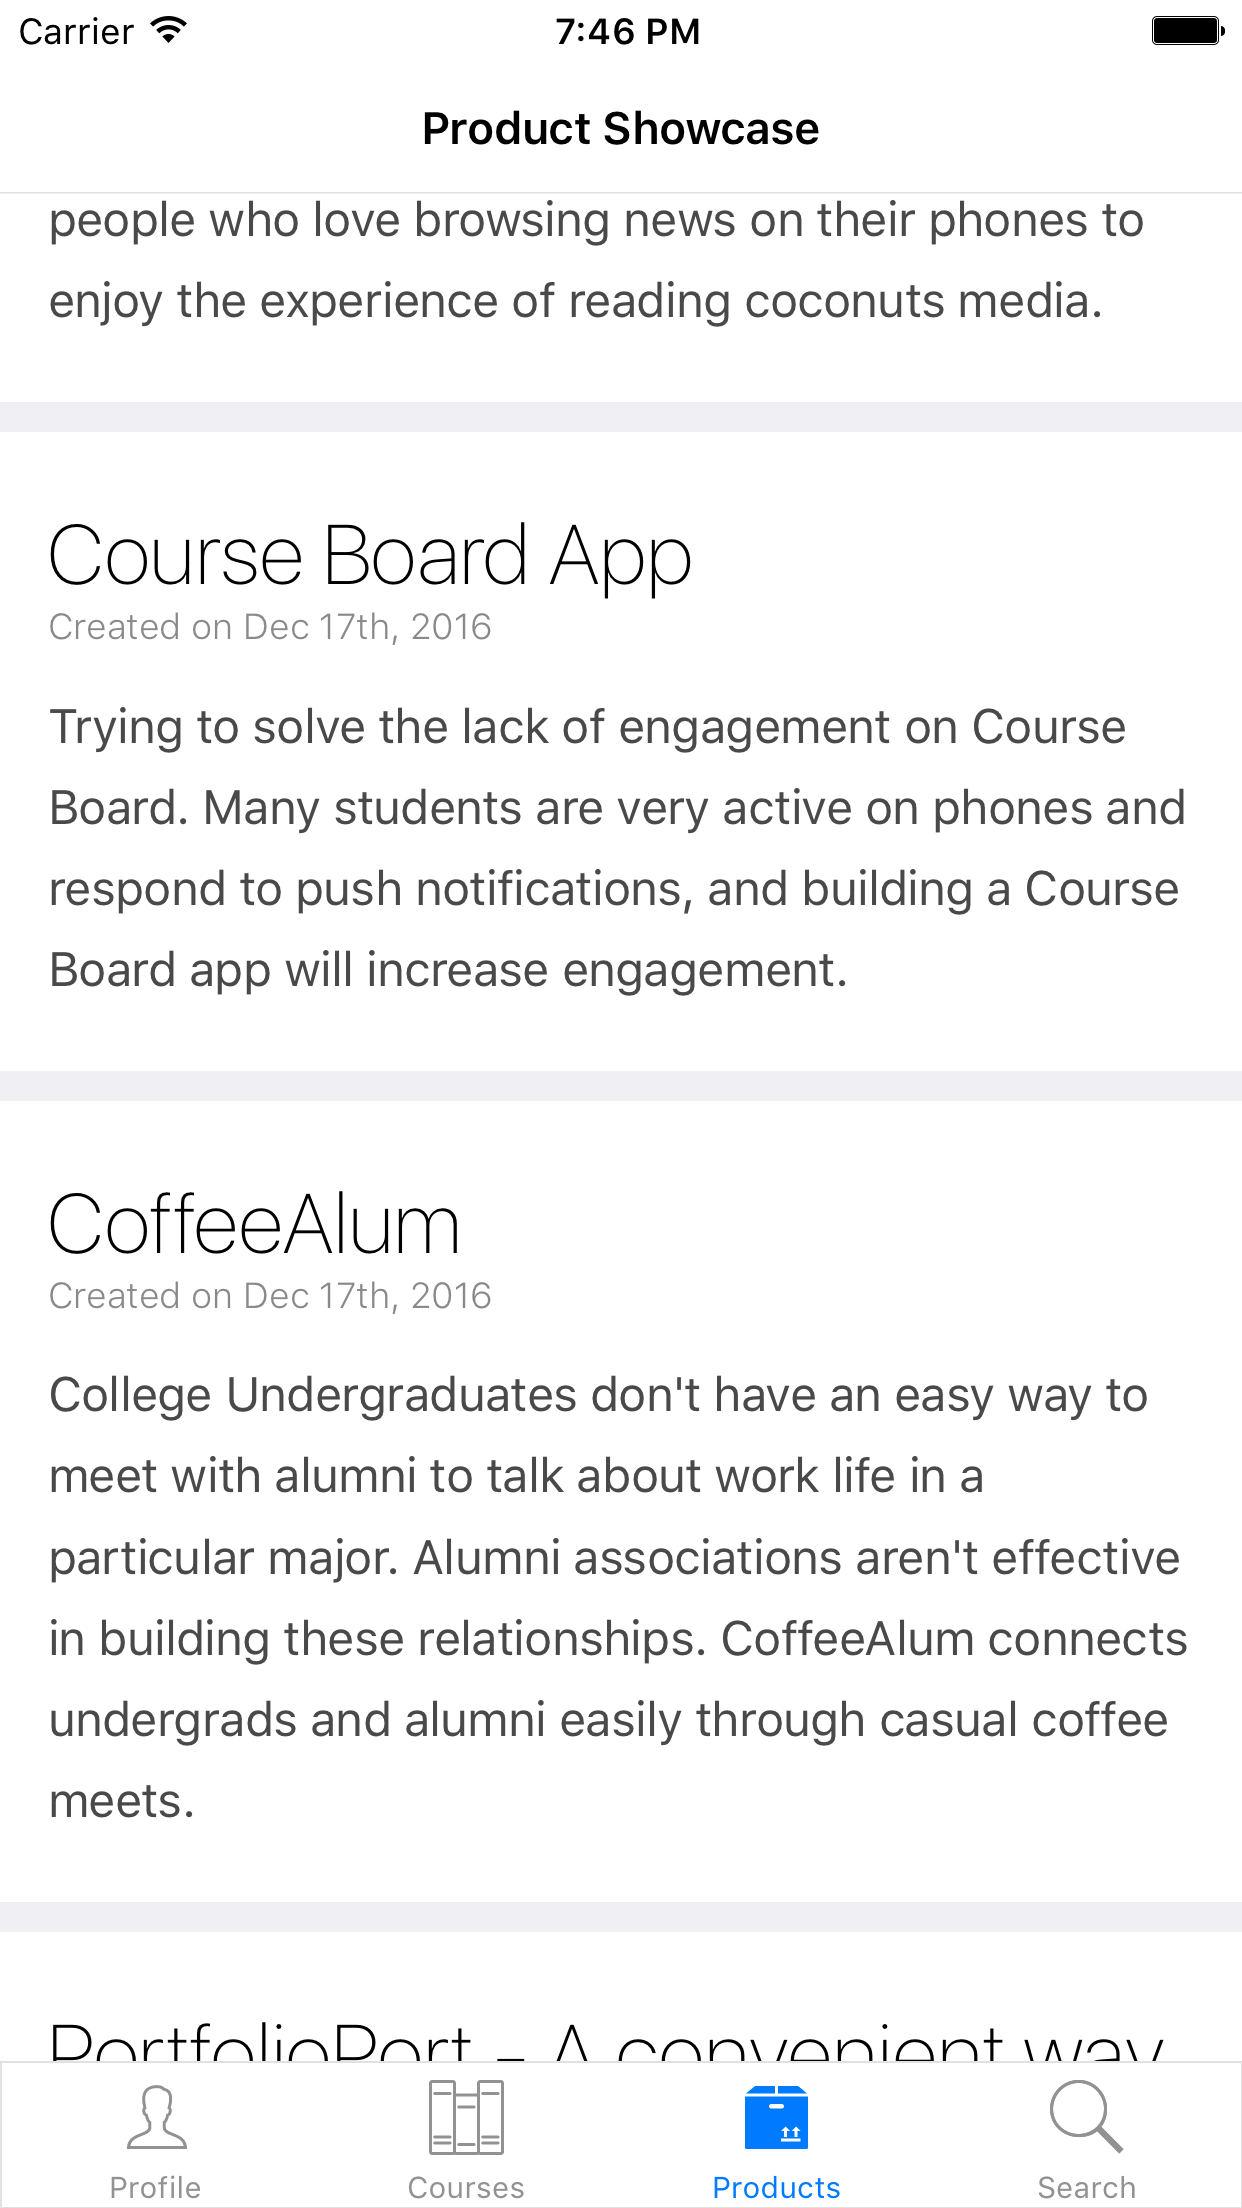 Carrier 7:46 PM
Product Showcase
people who love browsing news on their phones to
enjoy the experience of reading coconuts media.
Course Board App
Created on Dec 17th, 2016
Trying to solve the lack of engagement on Course
Board. Many students are very active on phones and
respond to push notifications, and building a Course
Board app will increase engagement.
CoffeeAlum
Created on Dec 17th, 2016
College Undergraduates don't have an easy way to
meet with alumni to talk about work life in a
particular major. Alumni associations aren't effective
in building these relationships. CoffeeAlum connects
undergrads and alumni easily through casual coffee
meets.
PortfolioPort - A convenient way
Profile Courses Products Search